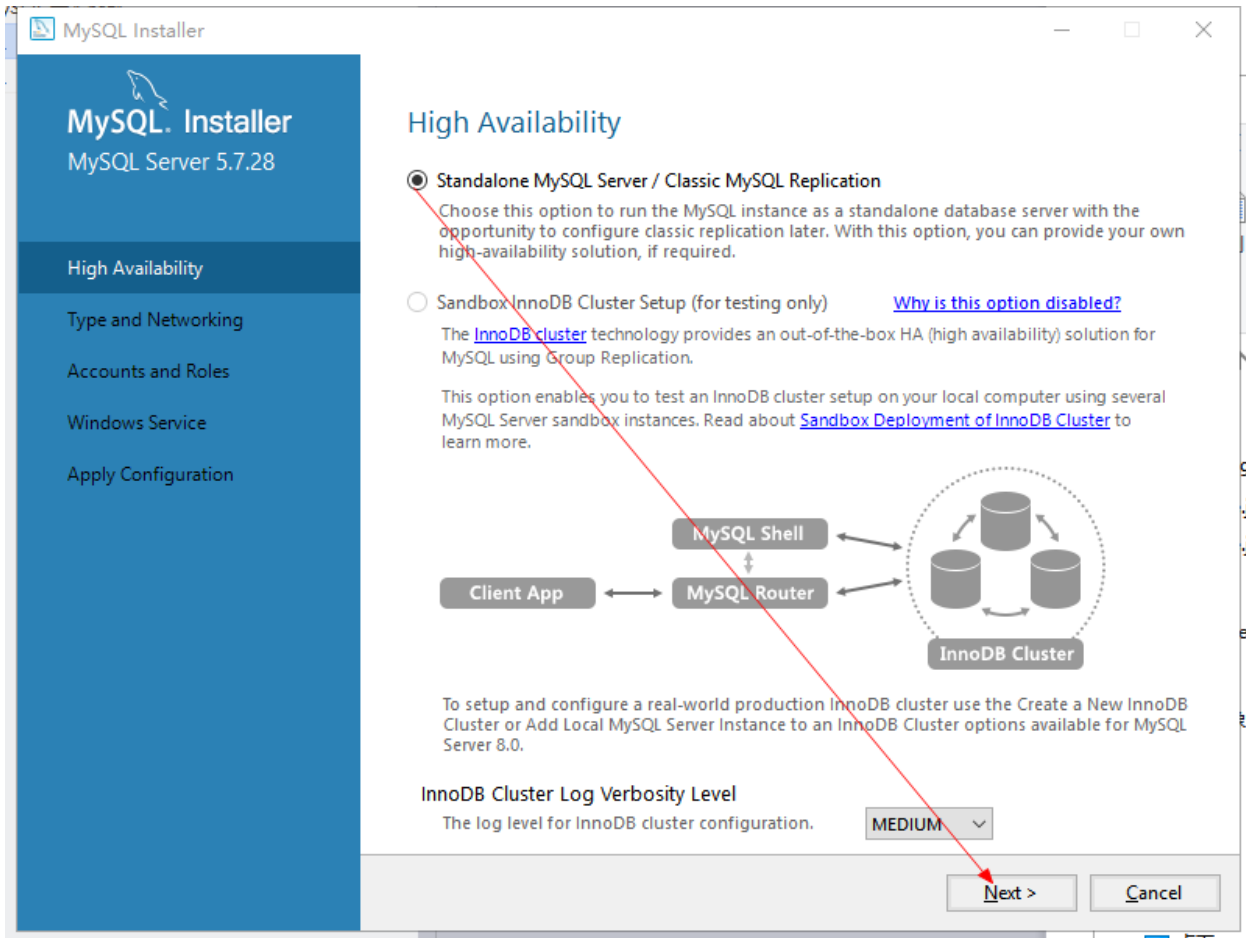 MySQL Installer
MySQL. Installer
MySQL Server 5.7.28
High Availability
Type and Networking
Accounts and Roles
Windows Service
Apply Configuration
High Availability
Standalone MySQL Server / Classic MySQL Replication
Choose this option to run the MySQL instance as a standalone database server with the
opportunity to configure classic replication later. With this option, you can provide your own
high-availability solution, if required.
Sandbox InnoDB Cluster Setup (for testing only) Why is this option disabled?
The InnoDB cluster technology provides an out-of-the-box HA (high availability) solution for
MySQL using Group Replication.
This option enables you to test an InnoDB cluster setup on your local computer using several
MySQL Server sandbox instances. Read about Sandbox Deployment of InnoDB Cluster to
learn more.
MySQL Shell
Client App
MySQL Router
InnoDB Cluster
To setup and configure a real-world production InnoDB cluster use the Create a New InnoDB
Cluster or Add Local MySQL Server Instance to an InnoDB Cluster options available for MySQL
Server 8.0.
InnoDB Cluster Log Verbosity Level
The log level for InnoDB cluster configuration. MEDIUM
Next > Cancel